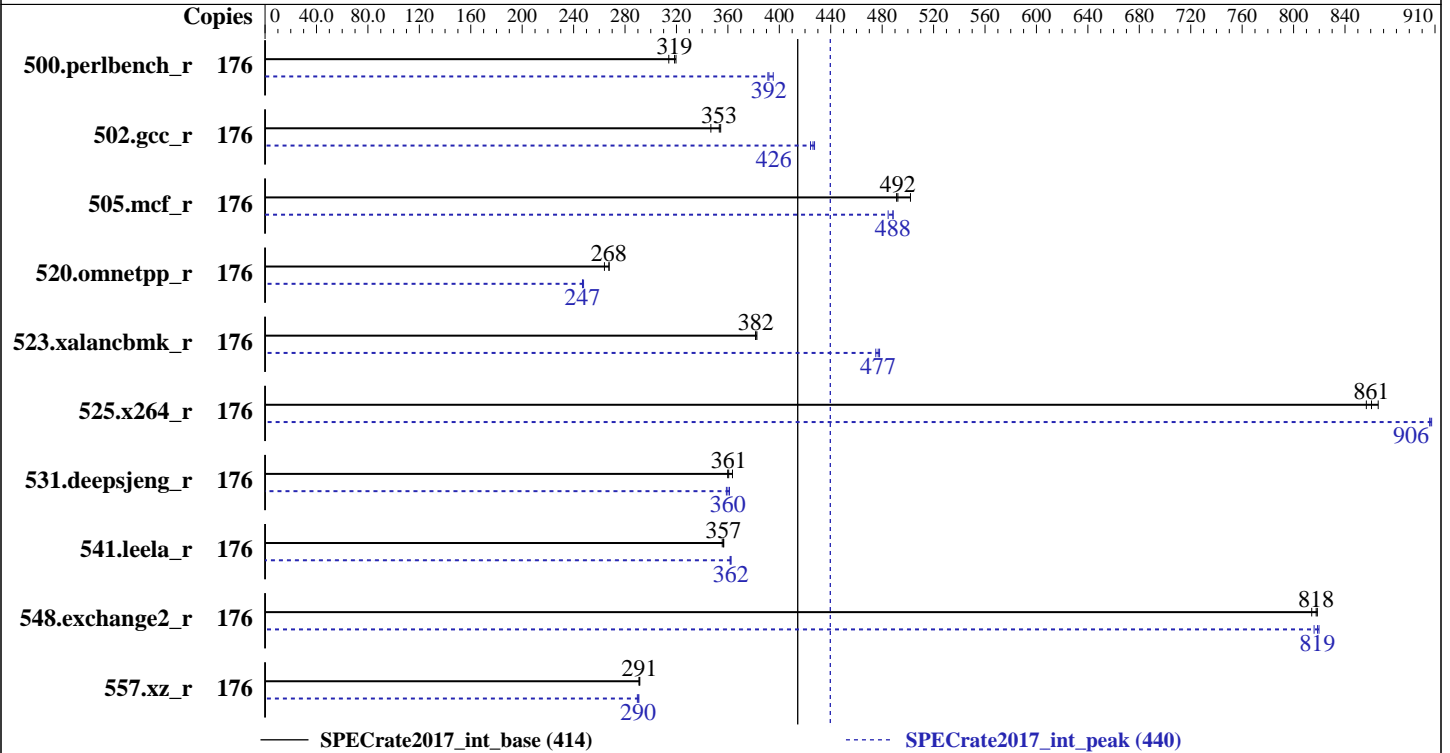 Copies 0 40.0 80.0 120 160 200 240 280 320 360 400 440 480 520 560 600 640 680 720 760 800 840 910
319
500.perlbench_r 176
392
353
502.gcc_r 176
426
492
505.mcf_r 176
488
268
520.omnetpp_r 176
247
382
523.xalancbmk_r 176
477
861
525.x264_r 176
906
361
531.deepsjeng_r 176
360
357
541.leela_r 176
362
818
548.exchange2_r 176
819
291
557.xz_r 176
290
SPECrate2017_int_base (414) SPECrate2017_int_peak (440)